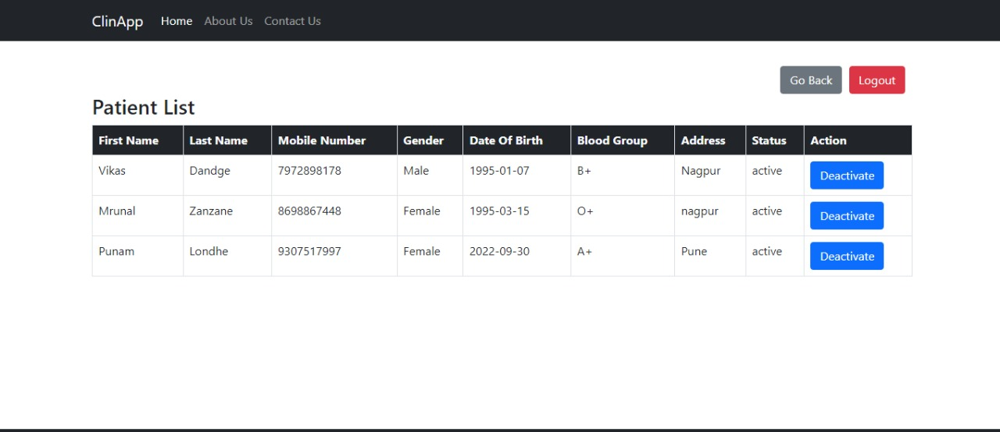 ClinApp Home About Us Contact Us
Go Back Logout
Patient List
First Name Last Name Mobile Number Gender Date Of Birth Blood Group Address Status Action
Vikas Dandge 7972898178 Male 1995-01-07 B+ Nagpur active Deactivate
Mrunal Zanzane 8698867448 Female 1995-03-15 O+ nagpur active Deactivate
Punam Londhe 9307517997 Female 2022-09-30 A+ Pune active Deactivate